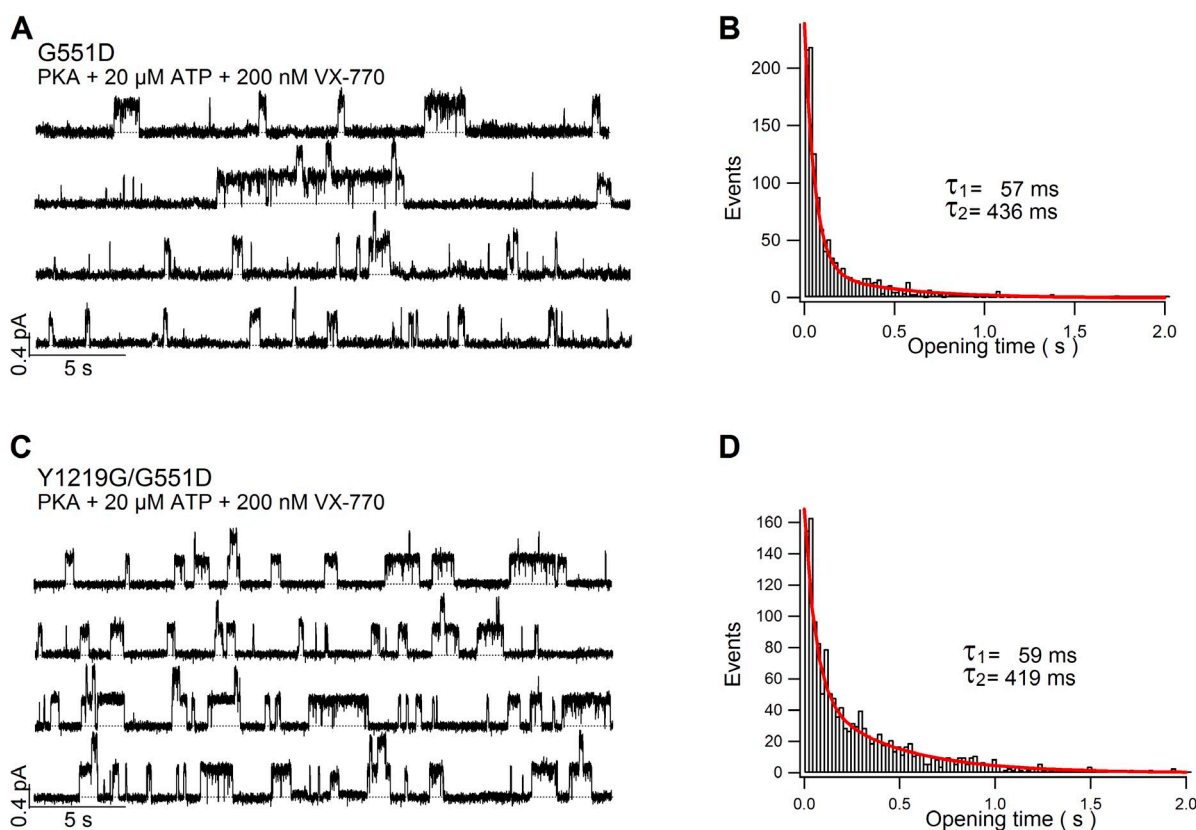 A
G551D
PKA + 20 µM ATP + 200 nM VX-770
0.4 pA
5 s
B
200
150
100
50
0
Events
τ1= 57 ms
τ2= 436 ms
0.0 0.5 1.0 1.5 2.0
Opening time ( s )
C
Y1219G/G551D
PKA + 20 µM ATP + 200 nM VX-770
0.4 pA
5 s
D
160
140
120
100
80
60
40
20
0
Events
τ1= 59 ms
τ2= 419 ms
0.0 0.5 1.0 1.5 2.0
Opening time ( s )